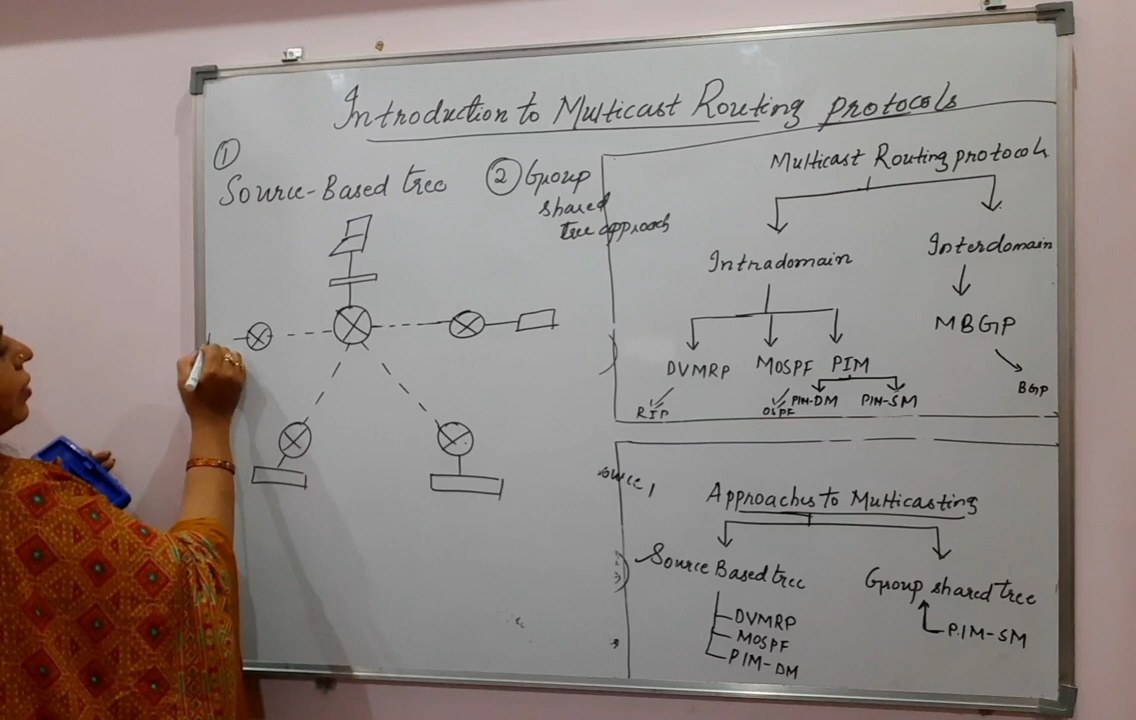 Introduction to Multicast Routing protocols
①
Source-Based tree
② Group
shared
tree approach
Multicast Routing protocols
Intradomain
Interdomain
DVMRP MOSPF PIM
MBGP
RIP OSPF PIM-DM PIM-SM
BGP
source,
Approaches to Multicasting
Source Based tree
Group shared tree
DVMRP
MOSPF
PIM-DM
PIM-SM